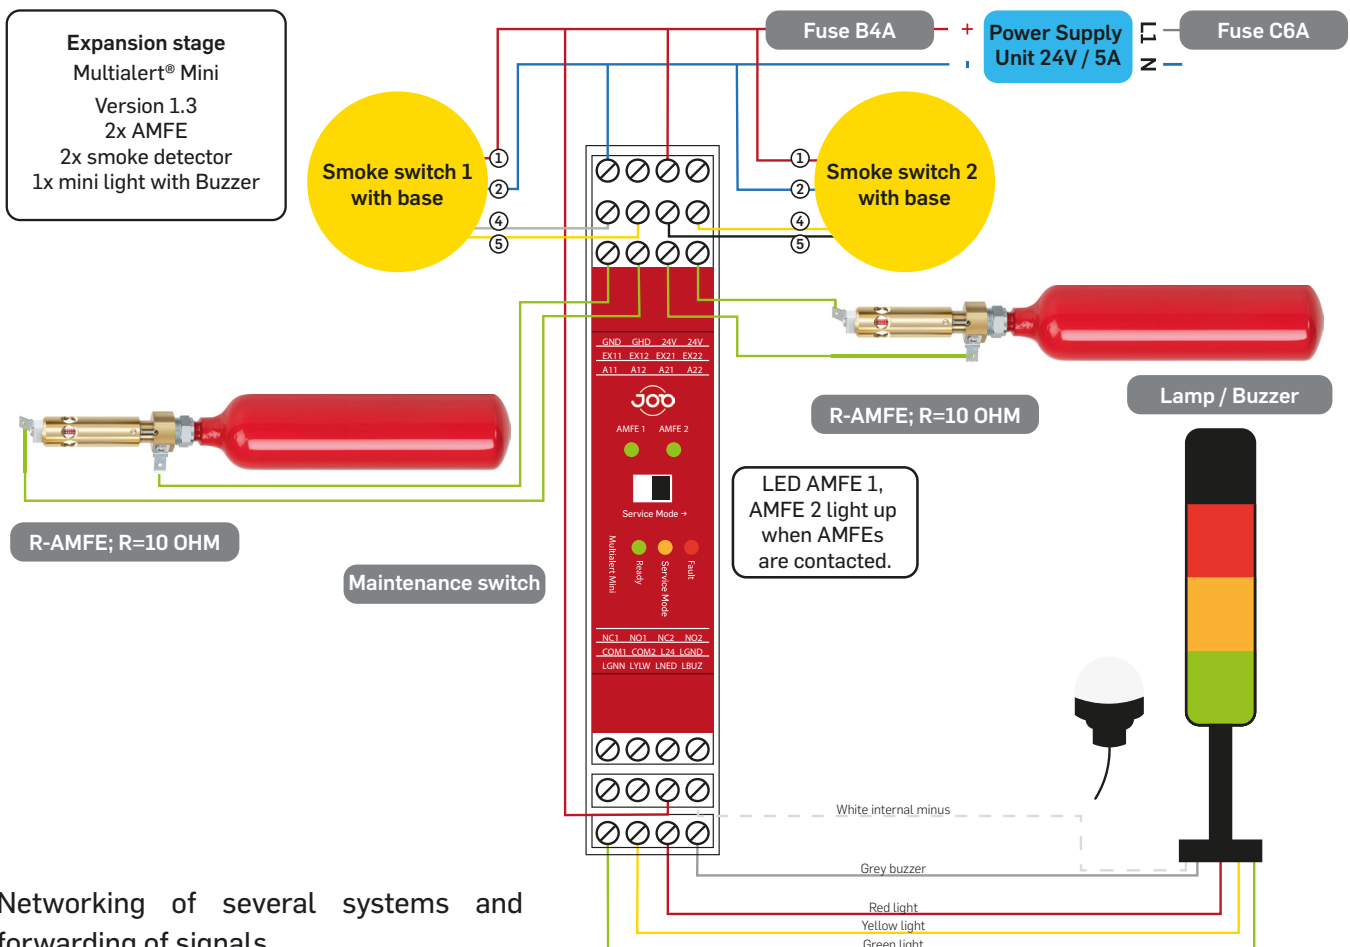 Expansion stage
Multialert® Mini
Version 1.3
2x AMFE
2x smoke detector
1x mini light with Buzzer
Fuse B4A
+
-
Power Supply
Unit 24V / 5A
L1
N
Fuse C6A
Smoke switch 1
with base
1
2
4
5
1
2
4
5
Smoke switch 2
with base
GND GHD 24V 24V
EX11 EX12 EX21 EX22
A11 A12 A21 A22
JOB
AMFE 1 AMFE 2
Service Mode →
Multialert Mini
Ready
Service Mode
Fault
NC1 NO1 NC2 NO2
COM1 COM2 L24 LGND
LGNN LYLW LNED LBUZ
R-AMFE; R=10 OHM
Maintenance switch
R-AMFE; R=10 OHM
Lamp / Buzzer
LED AMFE 1,
AMFE 2 light up
when AMFEs
are contacted.
White internal minus
Grey buzzer
Red light
Yellow light
Green light
Networking of several systems and
forwarding of signals